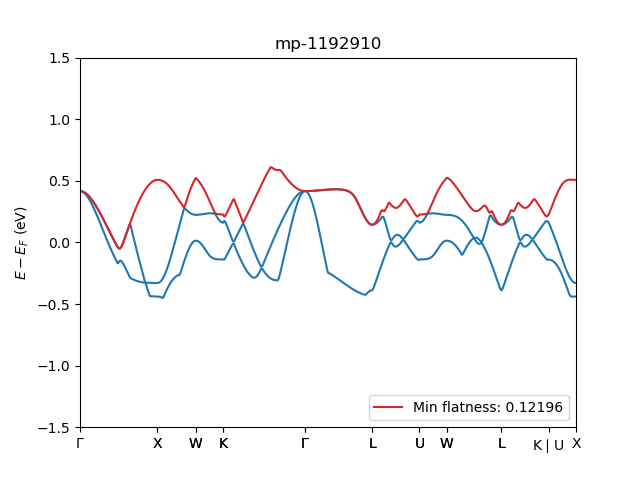 mp-1192910
E − E_F (eV)
1.5
1.0
0.5
0.0
−0.5
−1.0
−1.5
Min flatness: 0.12196
Γ X W K Γ L U W L K | U X